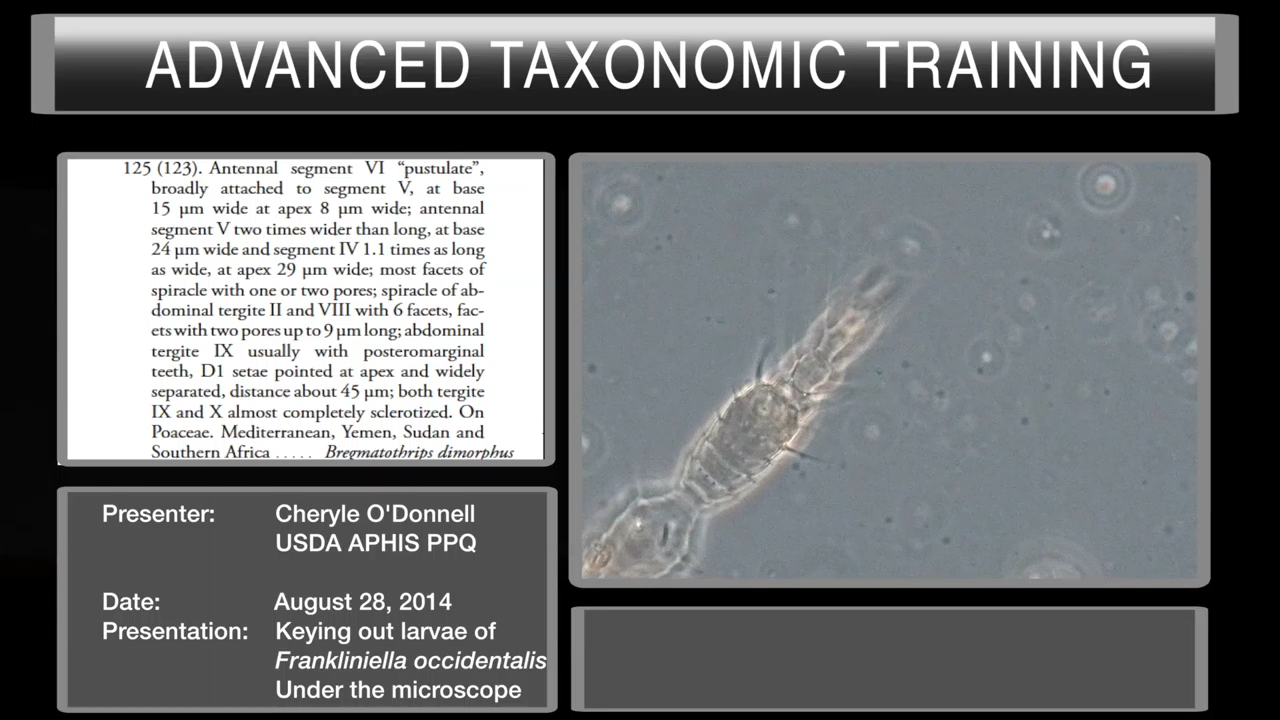 ADVANCED TAXONOMIC TRAINING
125 (123). Antennal segment VI “pustulate”,
broadly attached to segment V, at base
15 µm wide at apex 8 µm wide; antennal
segment V two times wider than long, at base
24 µm wide and segment IV 1.1 times as long
as wide, at apex 29 µm wide; most facets of
spiracle with one or two pores; spiracle of ab-
dominal tergite II and VIII with 6 facets, fac-
ets with two pores up to 9 µm long; abdominal
tergite IX usually with posteromarginal
teeth, D1 setae pointed at apex and widely
separated, distance about 45 µm; both tergite
IX and X almost completely sclerotized. On
Poaceae. Mediterranean, Yemen, Sudan and
Southern Africa ..... Bregmatothrips dimorphus
Presenter: Cheryle O'Donnell
USDA APHIS PPQ
Date: August 28, 2014
Presentation: Keying out larvae of
Frankliniella occidentalis
Under the microscope